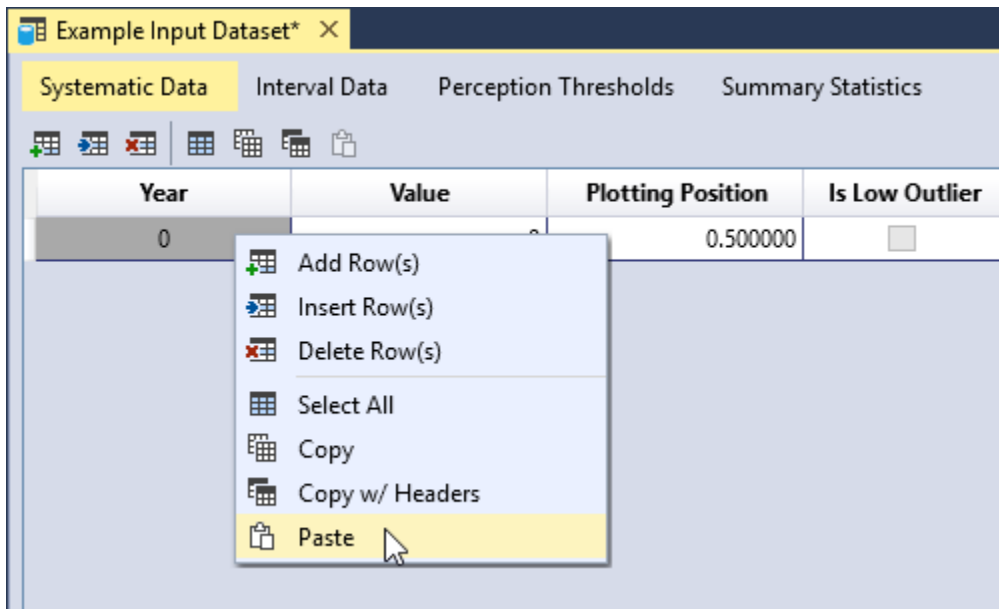 Example Input Dataset*
Systematic Data Interval Data Perception Thresholds Summary Statistics
Year Value Plotting Position Is Low Outlier
0 0.500000
Add Row(s)
Insert Row(s)
Delete Row(s)
Select All
Copy
Copy w/ Headers
Paste